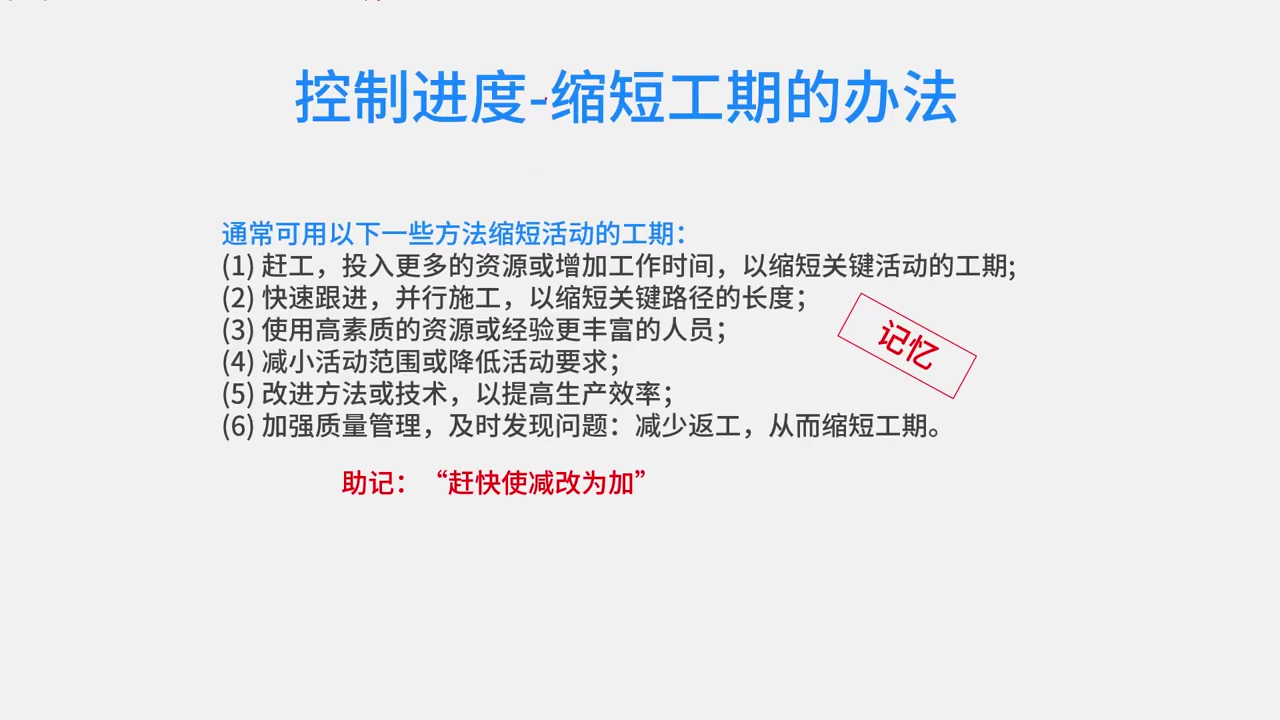 控制进度-缩短工期的办法
通常可用以下一些方法缩短活动的工期：
(1) 赶工，投入更多的资源或增加工作时间，以缩短关键活动的工期;
(2) 快速跟进，并行施工，以缩短关键路径的长度；
(3) 使用高素质的资源或经验更丰富的人员；
记忆
(4) 减小活动范围或降低活动要求；
(5) 改进方法或技术，以提高生产效率；
(6) 加强质量管理，及时发现问题：减少返工，从而缩短工期。
助记：“赶快使减改为加”